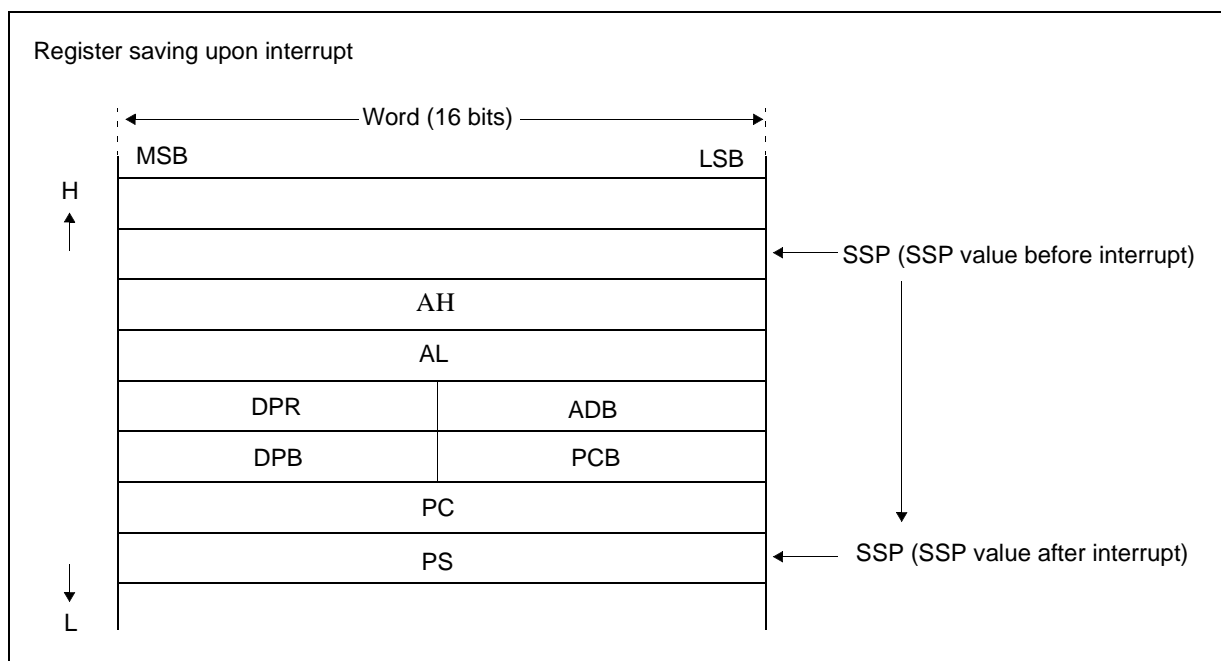 Register saving upon interrupt
Word (16 bits)
MSB LSB
H
SSP (SSP value before interrupt)
AH
AL
DPR ADB
DPB PCB
PC
PS SSP (SSP value after interrupt)
L